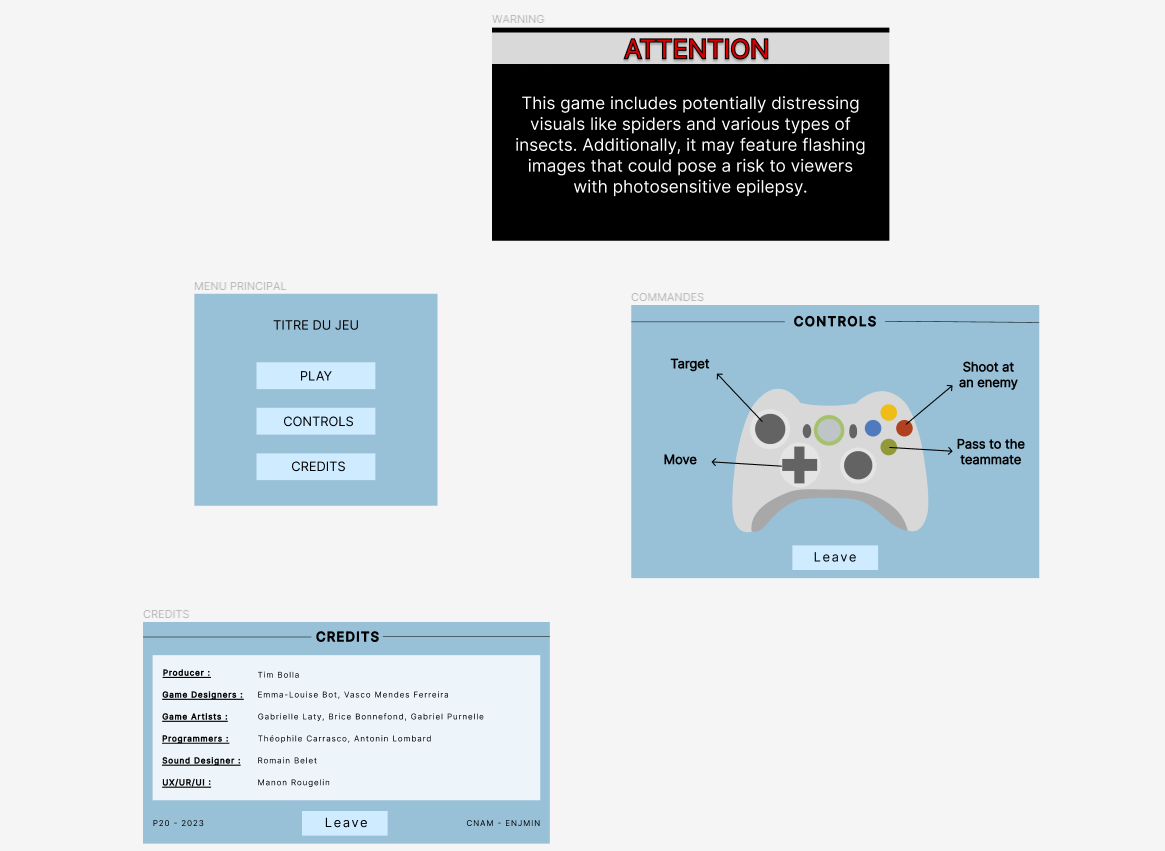 WARNING
ATTENTION
This game includes potentially distressing
visuals like spiders and various types of
insects. Additionally, it may feature flashing
images that could pose a risk to viewers
with photosensitive epilepsy.
MENU PRINCIPAL
TITRE DU JEU
PLAY
CONTROLS
CREDITS
COMMANDES
CONTROLS
Target
Shoot at
an enemy
Move
Pass to the
teammate
Leave
CREDITS
CREDITS
Producer : Tim Bolla
Game Designers : Emma-Louise Bot, Vasco Mendes Ferreira
Game Artists : Gabrielle Laty, Brice Bonnefond, Gabriel Purnelle
Programmers : Théophile Carrasco, Antonin Lombard
Sound Designer : Romain Belet
UX/UR/UI : Manon Rougelin
P20 - 2023 Leave CNAM - ENJMIN